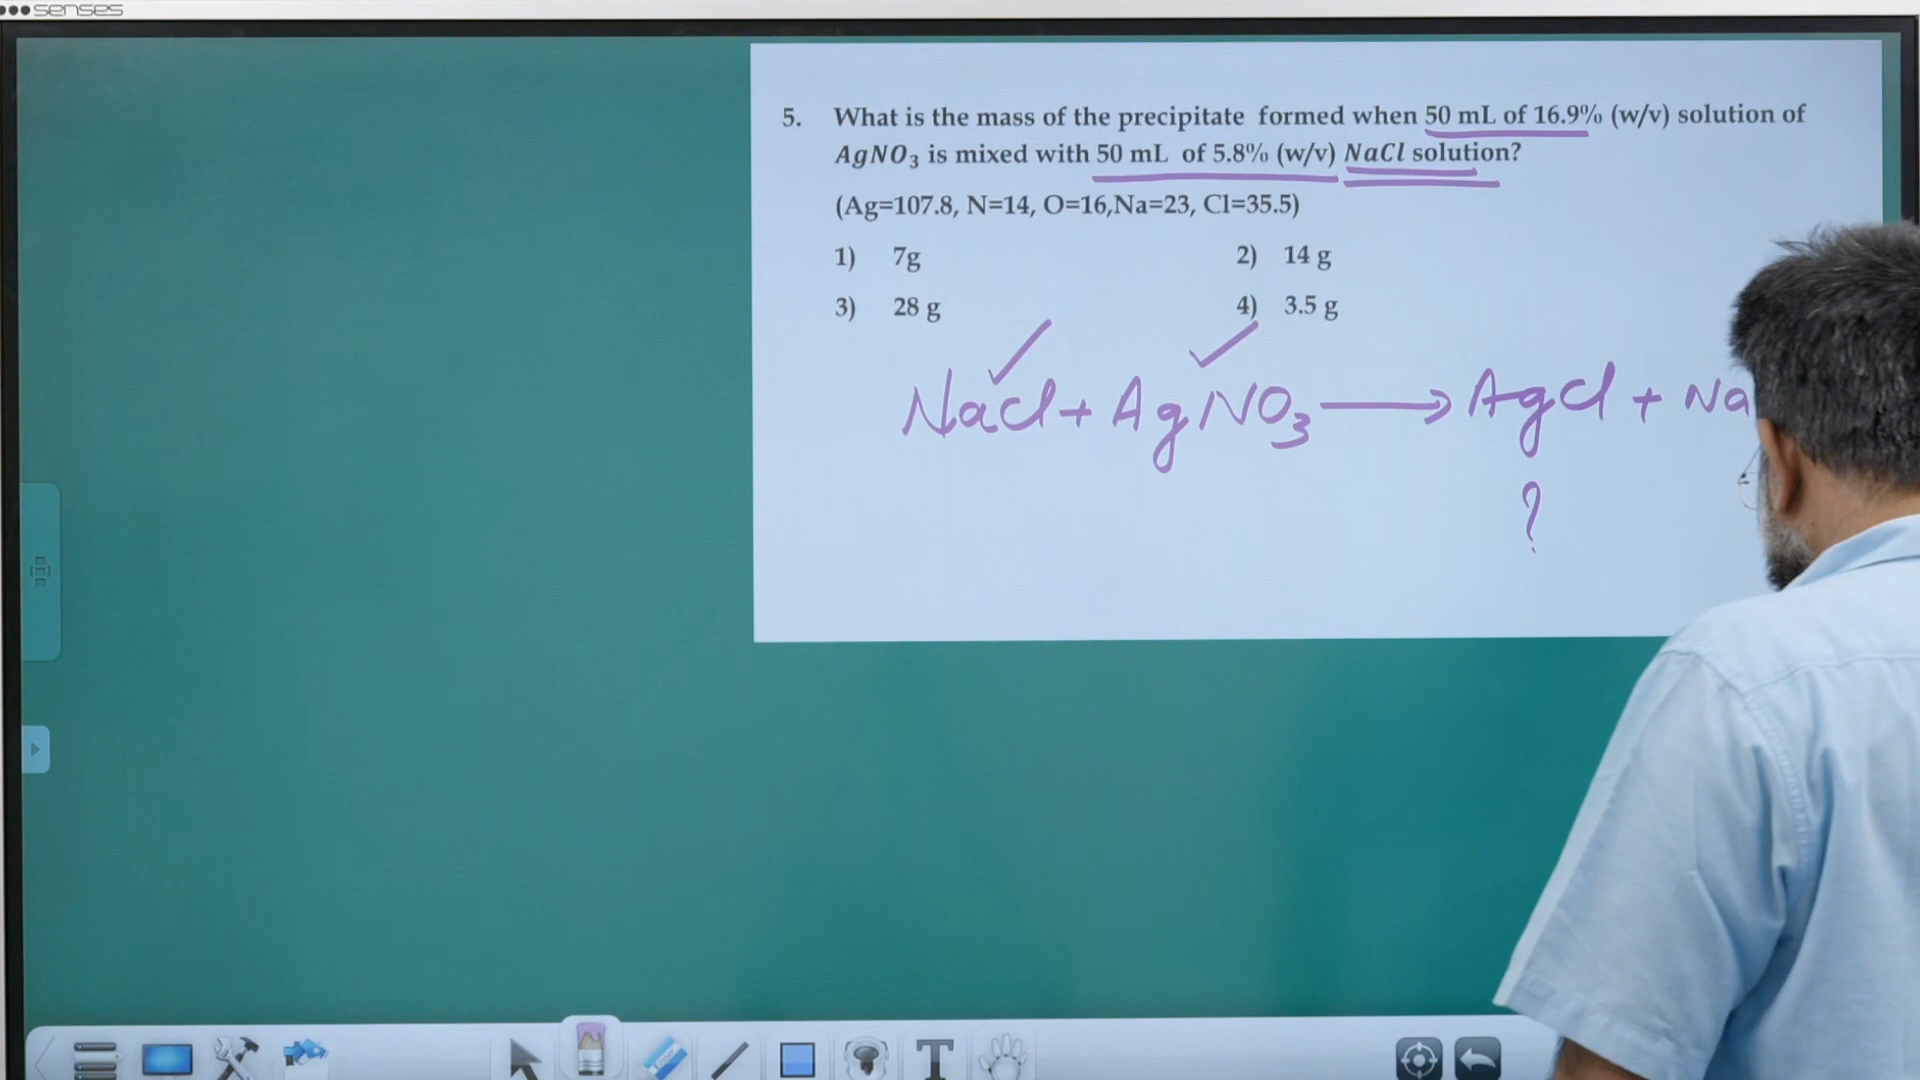 senses
5. What is the mass of the precipitate formed when 50 mL of 16.9% (w/v) solution of
AgNO₃ is mixed with 50 mL of 5.8% (w/v) NaCl solution?
(Ag=107.8, N=14, O=16,Na=23, Cl=35.5)
1) 7g 2) 14 g
3) 28 g 4) 3.5 g
NaCl + AgNO₃ ⟶ AgCl + Na
?
T